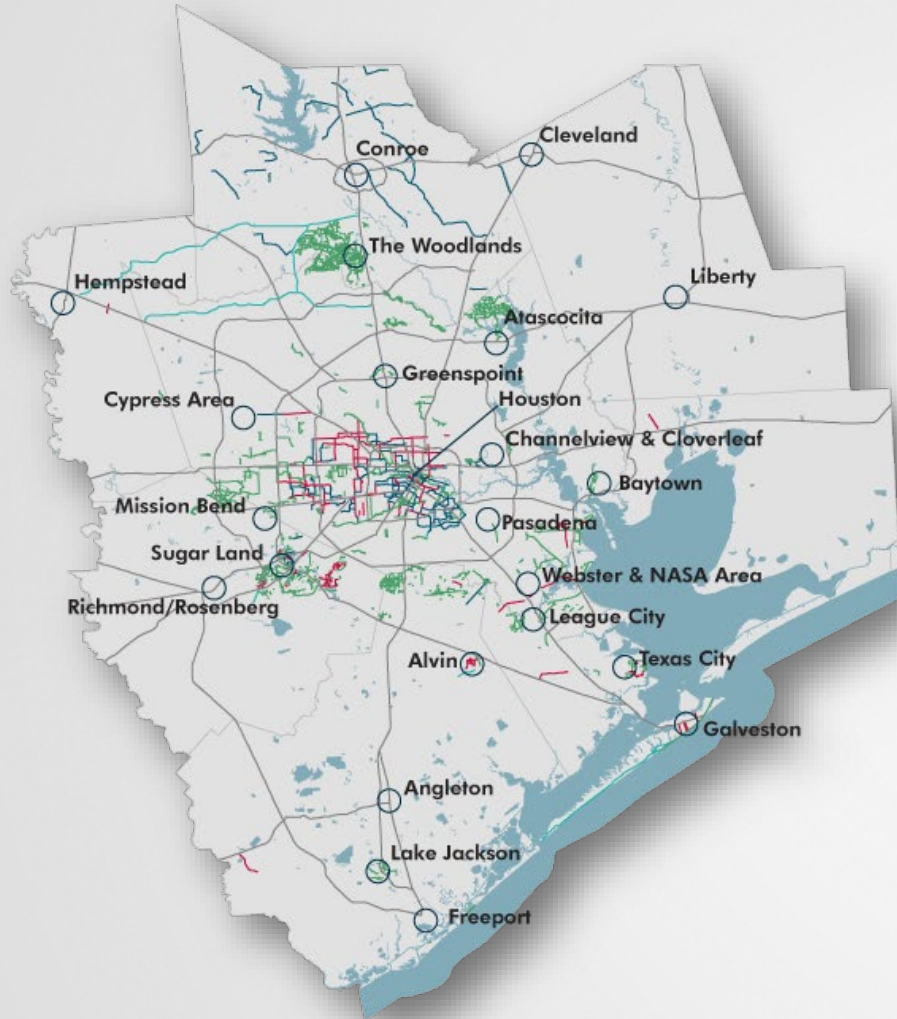 Conroe
Cleveland
The Woodlands
Hempstead
Liberty
Atascocita
Greenspoint
Cypress Area
Houston
Channelview & Cloverleaf
Baytown
Mission Bend
Pasadena
Sugar Land
Webster & NASA Area
Richmond/Rosenberg
League City
Alvin
Texas City
Galveston
Angleton
Lake Jackson
Freeport